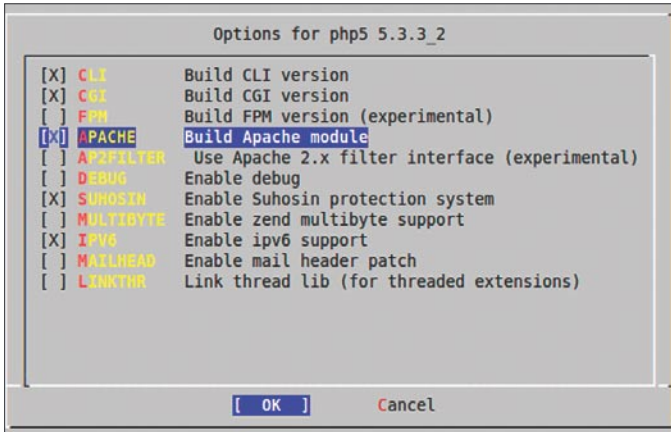 Options for php5 5.3.3_2
[X] CLI Build CLI version
[X] CGI Build CGI version
[ ] FPM Build FPM version (experimental)
[X] APACHE Build Apache module
[ ] AP2FILTER Use Apache 2.x filter interface (experimental)
[ ] DEBUG Enable debug
[X] SUHOSIN Enable Suhosin protection system
[ ] MULTIBYTE Enable zend multibyte support
[X] IPV6 Enable ipv6 support
[ ] MAILHEAD Enable mail header patch
[ ] LINKTHR Link thread lib (for threaded extensions)
[ OK ] Cancel